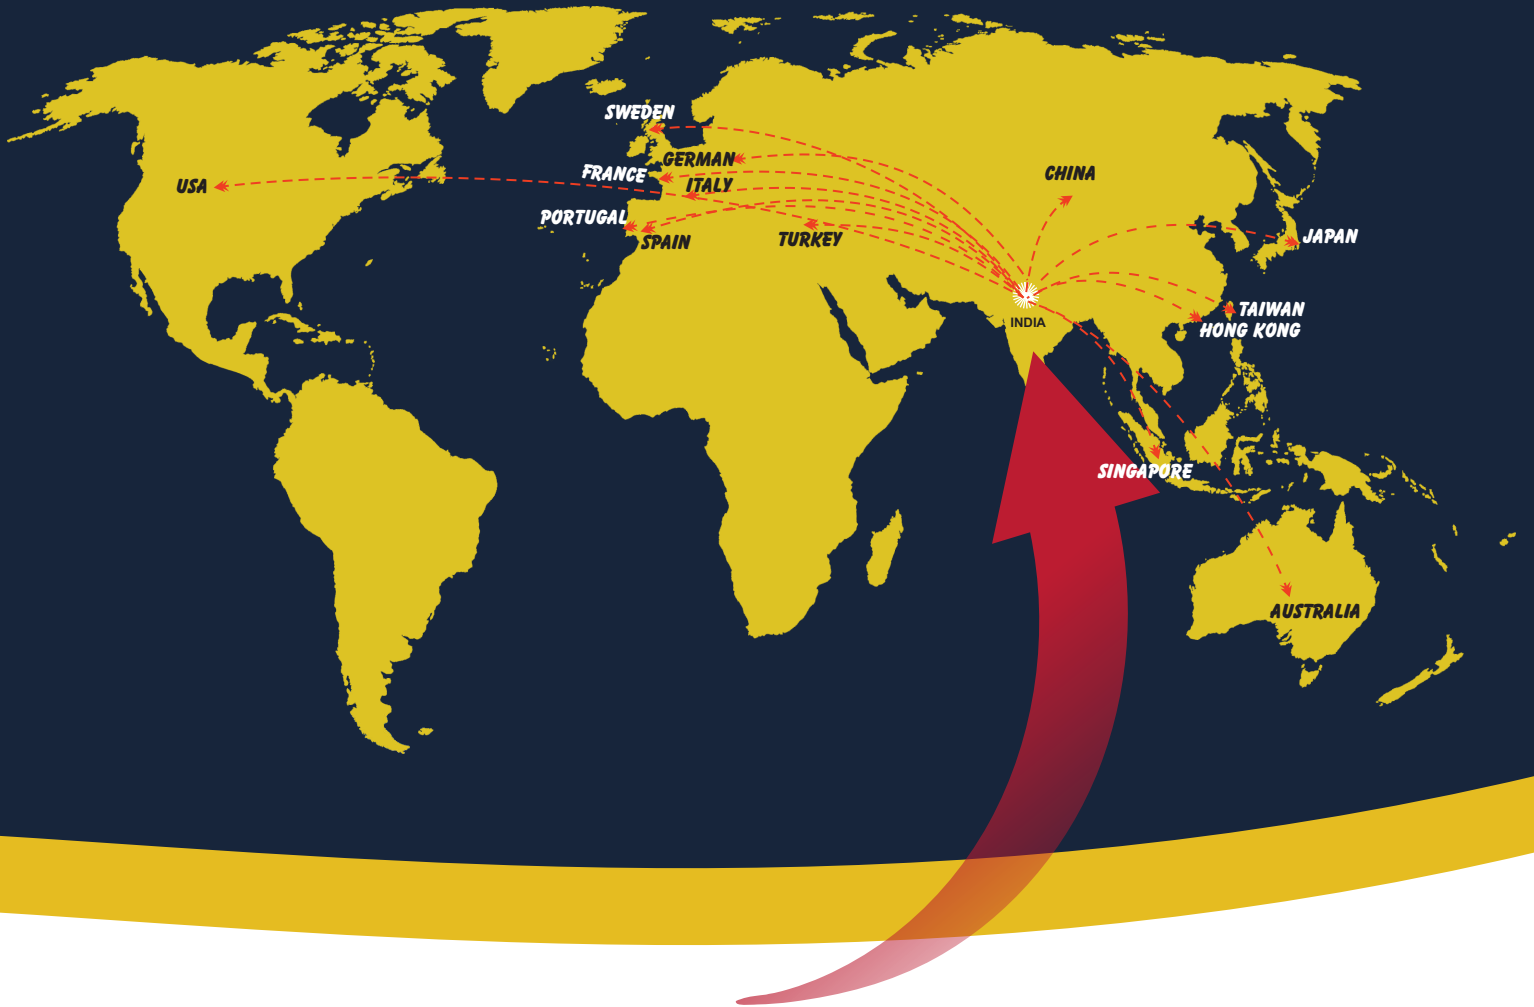 SWEDEN
GERMAN
FRANCE
CHINA
USA
ITALY
PORTUGAL
SPAIN
TURKEY
JAPAN
TAIWAN
INDIA
HONG KONG
SINGAPORE
AUSTRALIA